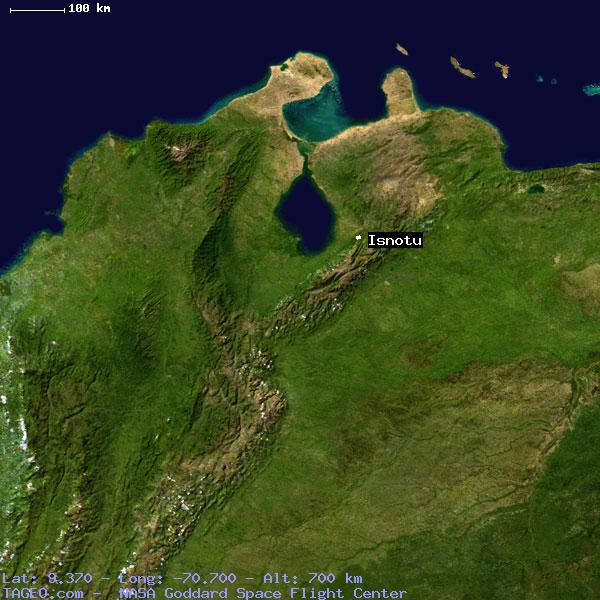 100 km
Isnotu
Lat: 9.370 - Long: -70.700 - Alt: 700 km
TAGEO.com - NASA Goddard Space Flight Center